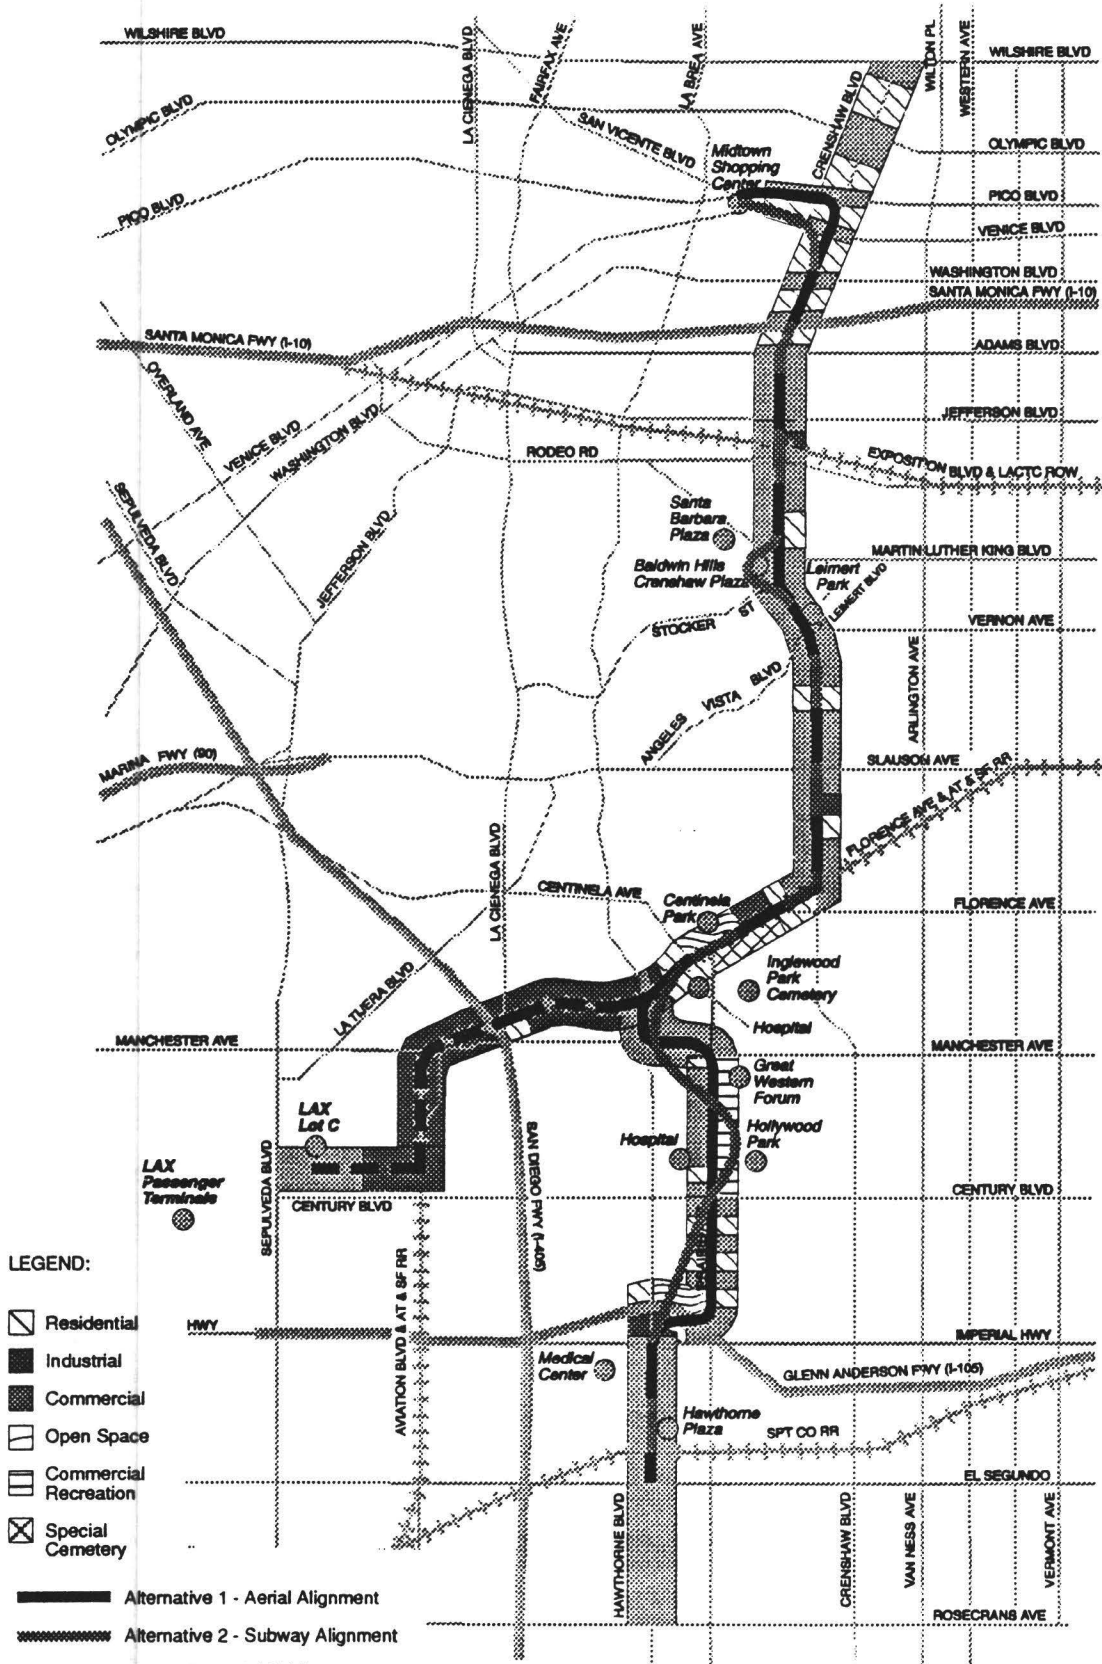 WILSHIRE BLVD
LA CIENEGA BLVD
FAIRFAX AVE
LA BREA AVE
WILTON PL
WESTERN AVE
WILSHIRE BLVD
OLYMPIC BLVD
SAN VICENTE BLVD
CRENSHAW BLVD
OLYMPIC BLVD
Midtown
Shopping
Center
PICO BLVD
PICO BLVD
VENICE BLVD
WASHINGTON BLVD
SANTA MONICA FWY (I-10)
SANTA MONICA FWY (I-10)
ADAMS BLVD
OVERLAND AVE
VENICE BLVD
WASHINGTON BLVD
JEFFERSON BLVD
RODEO RD
EXPOSITION BLVD & LACTC ROW
SEPULVEDA BLVD
JEFFERSON BLVD
Santa
Barbara
Plaza
MARTIN LUTHER KING BLVD
Baldwin Hills
Crenshaw Plaza
Leimert
Park
LEIMERT BLVD
STOCKER ST
VERNON AVE
ANGELES VISTA BLVD
ARLINGTON AVE
MARINA FWY (90)
SLAUSON AVE
FLORENCE AVE & AT & SF RR
LA CIENEGA BLVD
CENTINELA AVE
Centinela
Park
FLORENCE AVE
LA TIJERA BLVD
Inglewood
Park
Cemetery
Hospital
MANCHESTER AVE
MANCHESTER AVE
Great
Western
Forum
LAX
Lot C
Hospital
Hollywood
Park
LAX
Passenger
Terminals
SEPULVEDA BLVD
CENTURY BLVD
SAN DIEGO FWY (I-405)
CENTURY BLVD
AVIATION BLVD & AT & SF RR
HWY
IMPERIAL HWY
Medical
Center
GLENN ANDERSON FWY (I-105)
Hawthorne
Plaza
SPT CO RR
EL SEGUNDO
HAWTHORNE BLVD
CRENSHAW BLVD
VAN NESS AVE
VERMONT AVE
ROSECRANS AVE
LEGEND:
Residential
Industrial
Commercial
Open Space
Commercial
Recreation
Special
Cemetery
Alternative 1 - Aerial Alignment
Alternative 2 - Subway Alignment